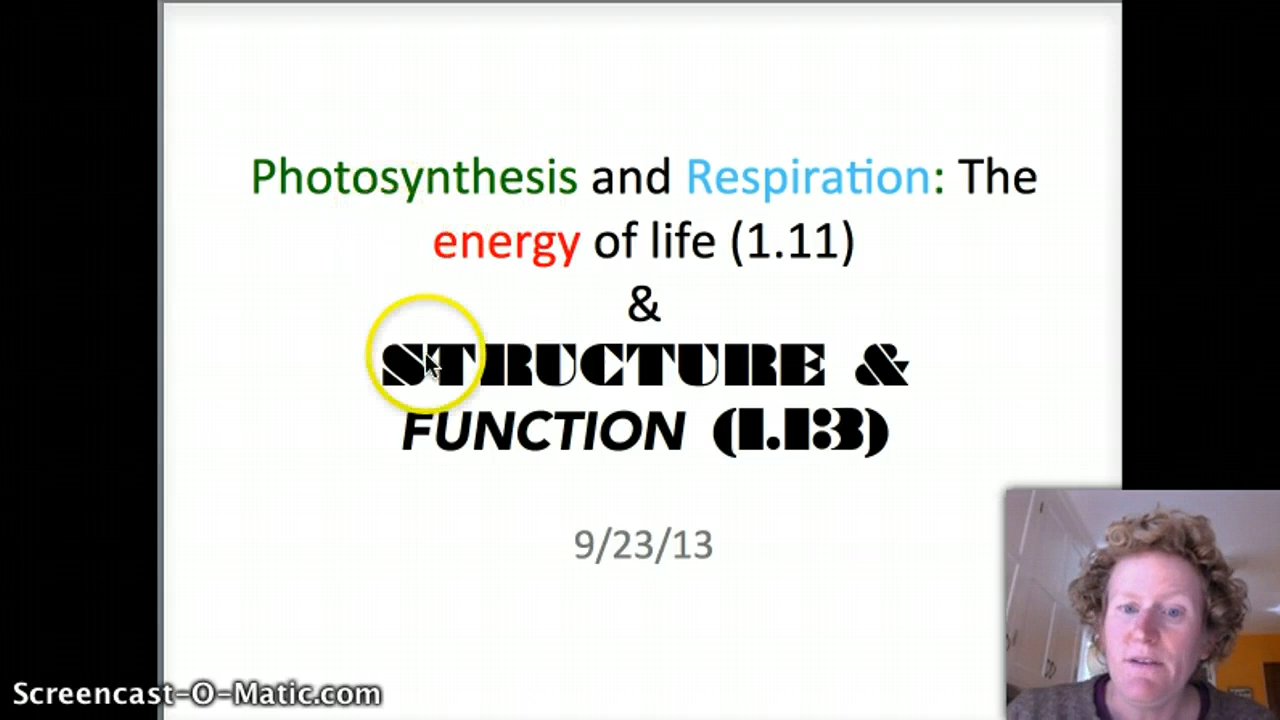 Photosynthesis and Respiration: The
energy of life (1.11)
&
STRUCTURE &
FUNCTION (1.13)
9/23/13
Screencast-O-Matic.com